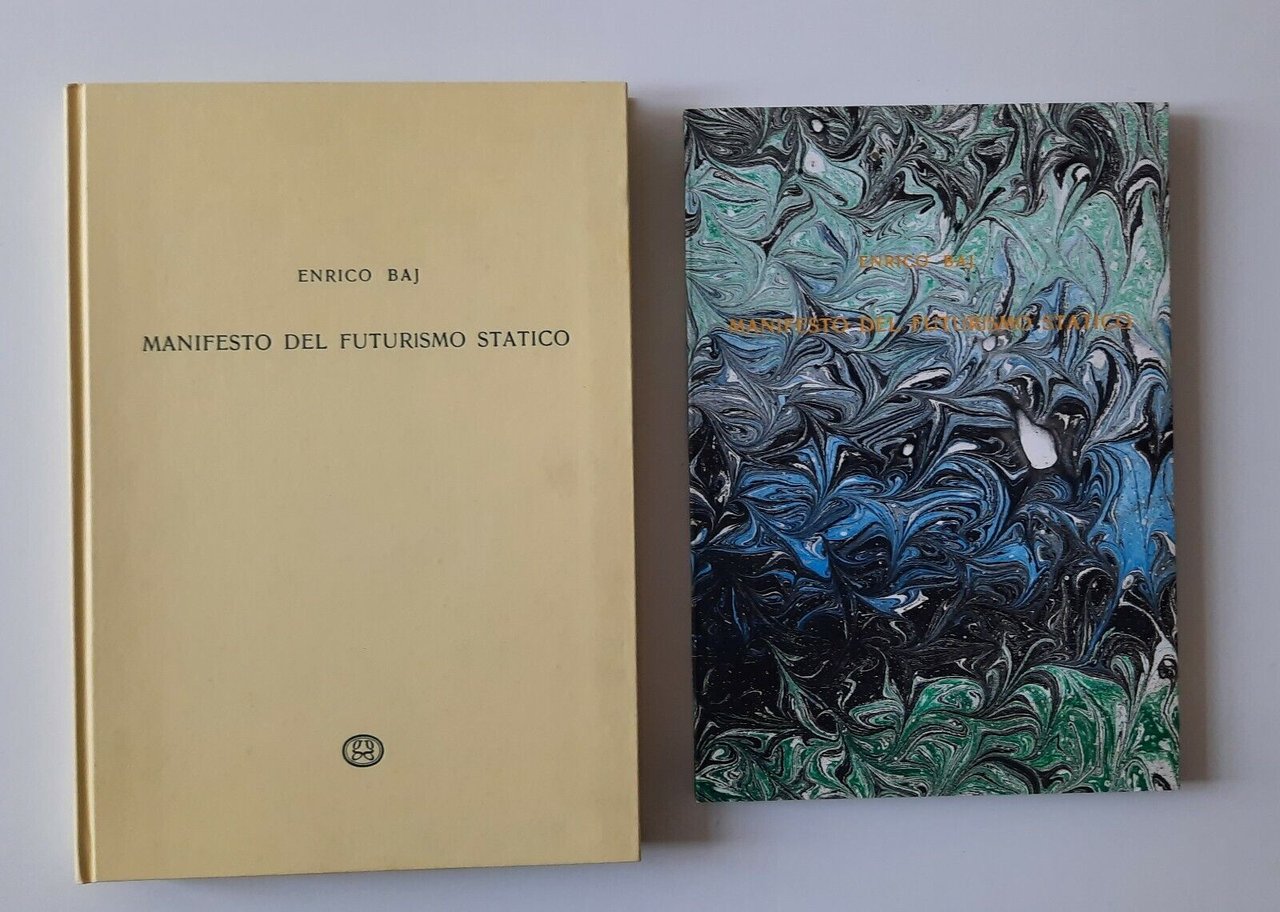 ENRICO BAJ
MANIFESTO DEL FUTURISMO STATICO
ENRICO BAJ
MANIFESTO DEL FUTURISMO STATICO